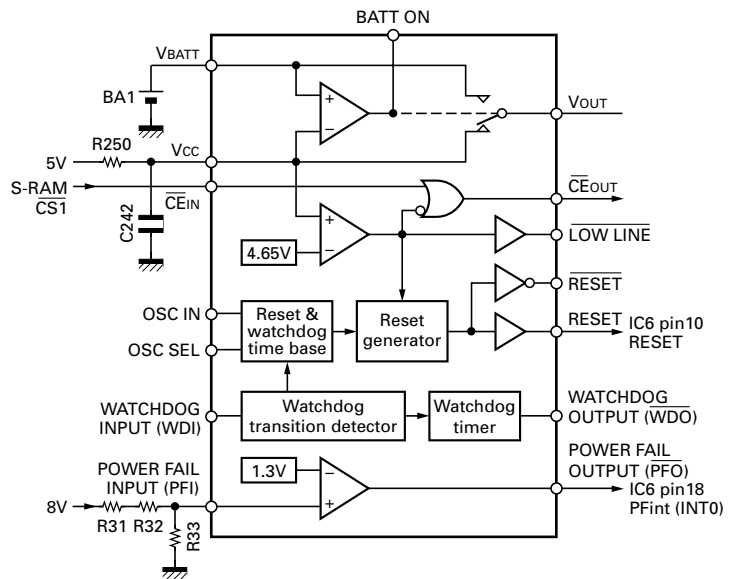 BATT ON
VBATT
BA1
VOUT
R250
5V
VCC
S-RAM
CS1
CEIN
CEOUT
C242
4.65V
LOW LINE
RESET
OSC IN
OSC SEL
Reset &
watchdog
time base
Reset
generator
RESET
IC6 pin10
RESET
WATCHDOG
INPUT (WDI)
Watchdog
transition detector
Watchdog
timer
WATCHDOG
OUTPUT (WDO)
POWER FAIL
INPUT (PFI)
1.3V
POWER FAIL
OUTPUT (PFO)
8V
R31 R32
R33
IC6 pin18
PFint (INT0)
+
−
+
−
−
+